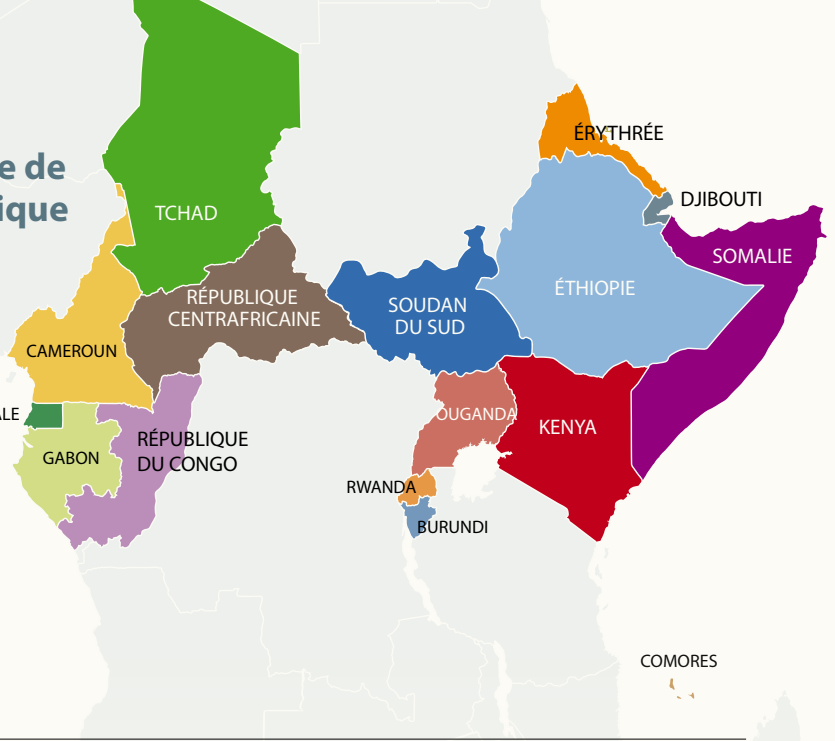 e de
ique
TCHAD
ÉRYTHRÉE
DJIBOUTI
SOMALIE
ÉTHIOPIE
RÉPUBLIQUE
CENTRAFRICAINE
SOUDAN
DU SUD
CAMEROUN
ALE
OUGANDA
KENYA
RÉPUBLIQUE
DU CONGO
GABON
RWANDA
BURUNDI
COMORES